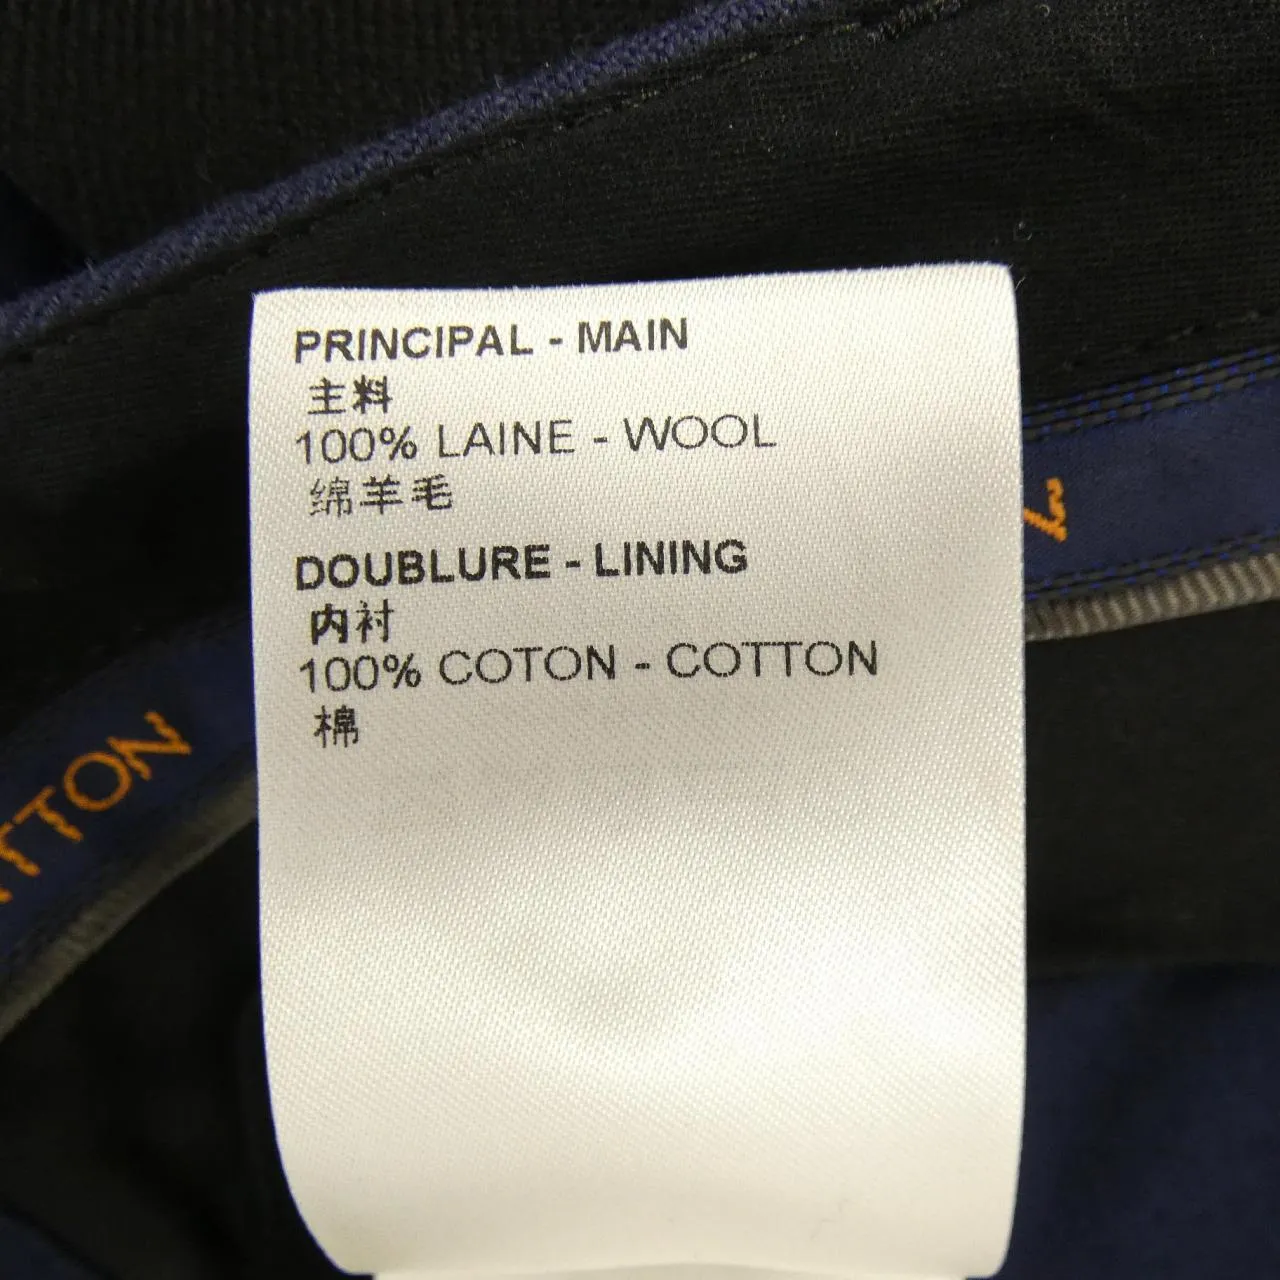 PRINCIPAL - MAIN
主料
100% LAINE - WOOL
绵羊毛
DOUBLURE - LINING
内衬
100% COTON - COTTON
棉
TTON